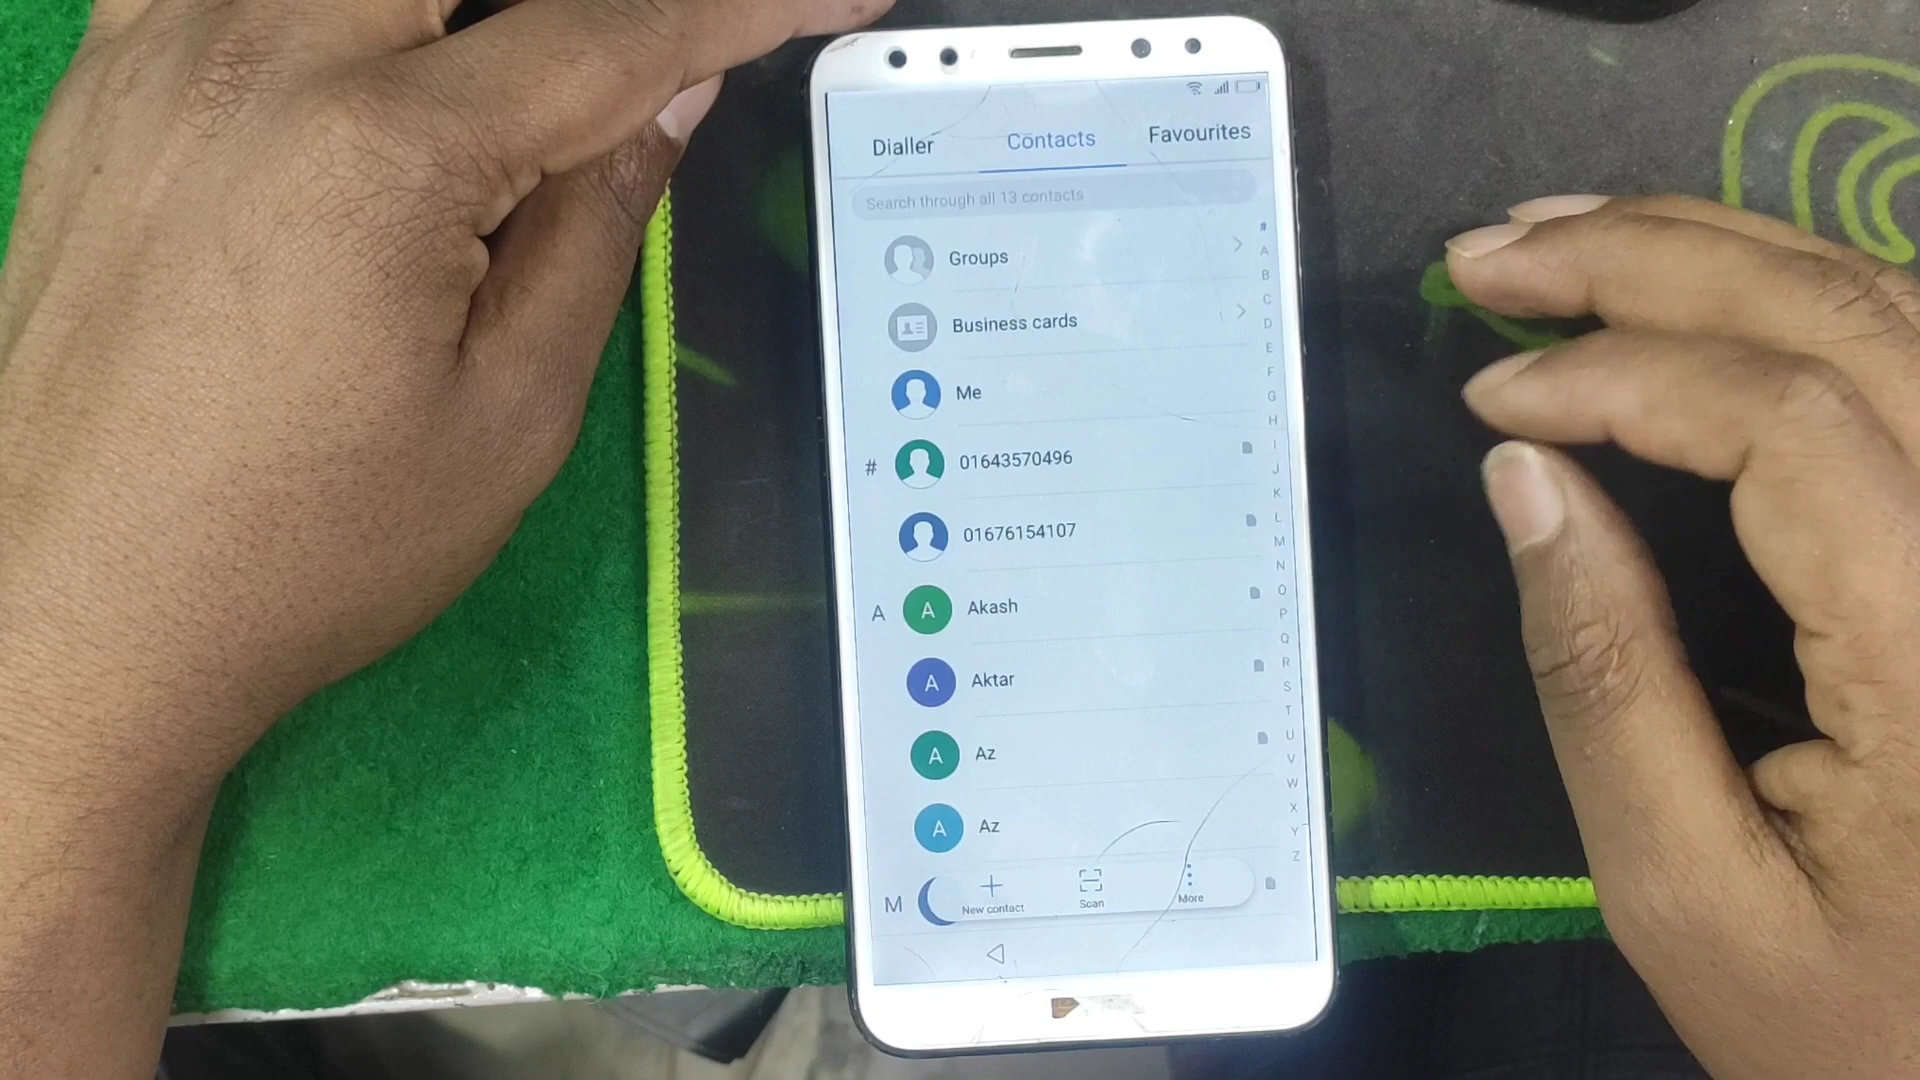 Dialler Contacts Favourites
Search through all 13 contacts
Groups
Business cards
Me
# 01643570496
01676154107
A A Akash
A Aktar
A Az
A Az
M
New contact Scan More
#
A
B
C
D
E
F
G
H
I
J
K
L
M
N
O
P
Q
R
S
T
U
V
W
X
Y
Z